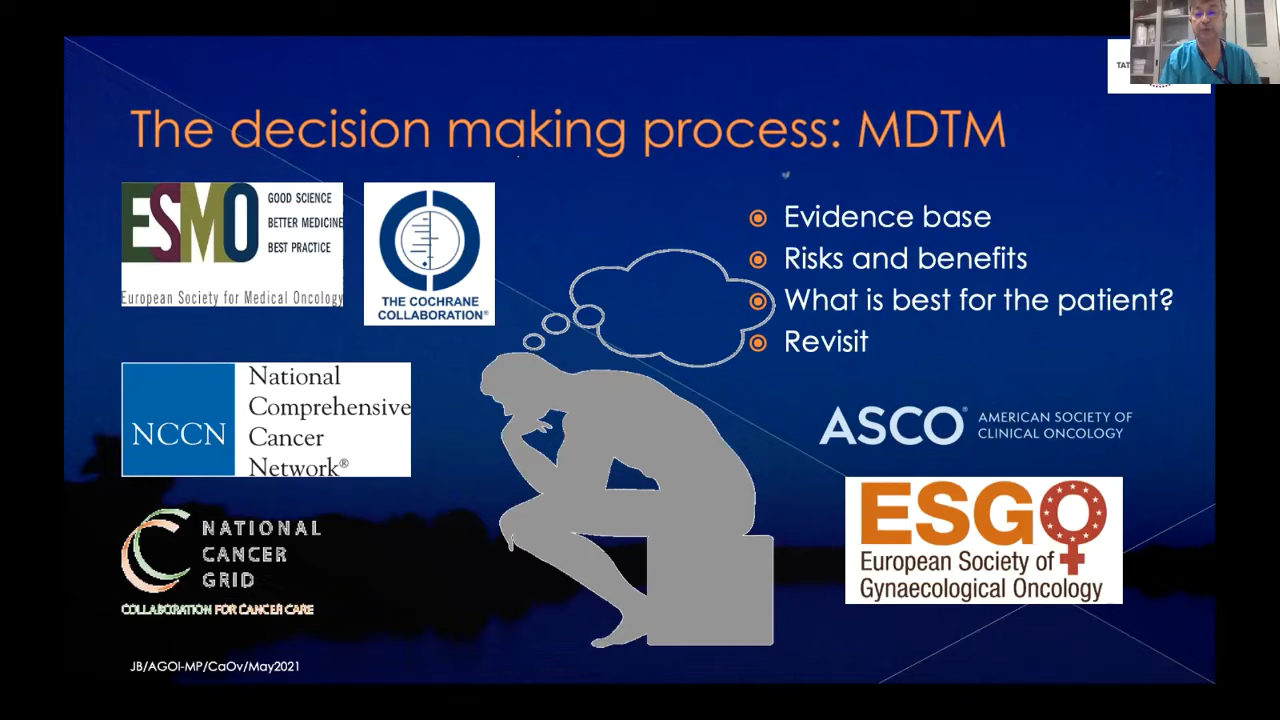 The decision making process: MDTM
ESMO
GOOD SCIENCE
BETTER MEDICINE
BEST PRACTICE
European Society for Medical Oncology
THE COCHRANE
COLLABORATION®
Evidence base
Risks and benefits
What is best for the patient?
Revisit
NCCN
National
Comprehensive
Cancer
Network®
ASCO®
AMERICAN SOCIETY OF
CLINICAL ONCOLOGY
NATIONAL
CANCER
GRID
COLLABORATION FOR CANCER CARE
ESGO
European Society of
Gynaecological Oncology
JB/AGOI-MP/CaOv/May2021